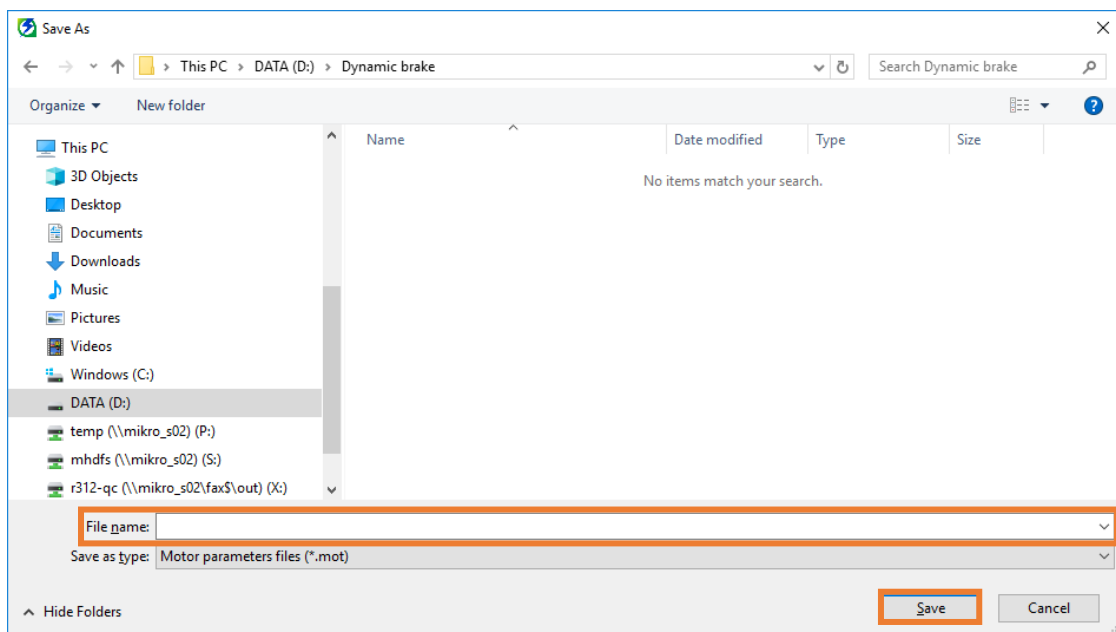 Save As
This PC > DATA (D:) > Dynamic brake
Search Dynamic brake
Organize
New folder
?
This PC
3D Objects
Desktop
Documents
Downloads
Music
Pictures
Videos
Windows (C:)
DATA (D:)
temp (\\mikro_s02) (P:)
mhdfs (\\mikro_s02) (S:)
r312-qc (\\mikro_s02\fax$\out) (X:)
Name Date modified Type Size
No items match your search.
File name:
Save as type: Motor parameters files (*.mot)
Hide Folders
Save
Cancel